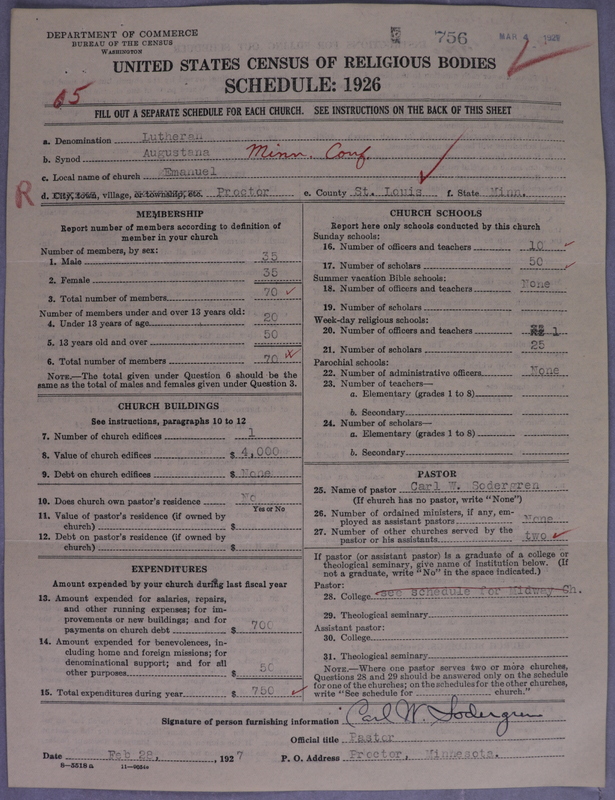 DEPARTMENT OF COMMERCE
BUREAU OF THE CENSUS
WASHINGTON
756
MAR 4 1928
UNITED STATES CENSUS OF RELIGIOUS BODIES
SCHEDULE: 1926
65
FILL OUT A SEPARATE SCHEDULE FOR EACH CHURCH. SEE INSTRUCTIONS ON THE BACK OF THIS SHEET
a. Denomination Lutheran
b. Synod Augustana Minn. Conf.
c. Local name of church Emanuel
R d. City, town, village, or township, etc. Proctor e. County St. Louis f. State Minn.
MEMBERSHIP
Report number of members according to definition of
member in your church
Number of members, by sex:
1. Male 35
2. Female 35
3. Total number of members 70
Number of members under and over 13 years old:
4. Under 13 years of age 20
5. 13 years old and over 50
6. Total number of members 70
NOTE.—The total given under Question 6 should be the
same as the total of males and females given under Question 3.
CHURCH BUILDINGS
See instructions, paragraphs 10 to 12
7. Number of church edifices 1
8. Value of church edifices $ 4,000
9. Debt on church edifices $ None
10. Does church own pastor's residence No
Yes or No
11. Value of pastor's residence (if owned by
church) $
12. Debt on pastor's residence (if owned by
church) $
EXPENDITURES
Amount expended by your church during last fiscal year
13. Amount expended for salaries, repairs,
and other running expenses; for im-
provements or new buildings; and for
payments on church debt $ 700
14. Amount expended for benevolences, in-
cluding home and foreign missions; for
denominational support; and for all
other purposes $ 50
15. Total expenditures during year $ 750
CHURCH SCHOOLS
Report here only schools conducted by this church
Sunday schools:
16. Number of officers and teachers 10
17. Number of scholars 50
Summer vacation Bible schools:
18. Number of officers and teachers None
19. Number of scholars
Week-day religious schools:
20. Number of officers and teachers 1
21. Number of scholars 25
Parochial schools:
22. Number of administrative officers None
23. Number of teachers—
a. Elementary (grades 1 to 8)
b. Secondary
24. Number of scholars—
a. Elementary (grades 1 to 8)
b. Secondary
PASTOR
25. Name of pastor Carl W. Sodergren
(If church has no pastor, write "None")
26. Number of ordained ministers, if any, em-
ployed as assistant pastors None
27. Number of other churches served by the
pastor or his assistants two
If pastor (or assistant pastor) is a graduate of a college or
theological seminary, give name of institution below. (If
not a graduate, write "No" in the space indicated.)
Pastor:
28. College see schedule for Midway Ch.
29. Theological seminary
Assistant pastor:
30. College
31. Theological seminary
NOTE.—Where one pastor serves two or more churches,
Questions 28 and 29 should be answered only on the schedule
for one of the churches; on the schedules for the other churches,
write "See schedule for church."
Signature of person furnishing information Carl W. Sodergren
Official title Pastor
Date Feb 28, 1927 P. O. Address Proctor, Minnesota.
8—5518 a